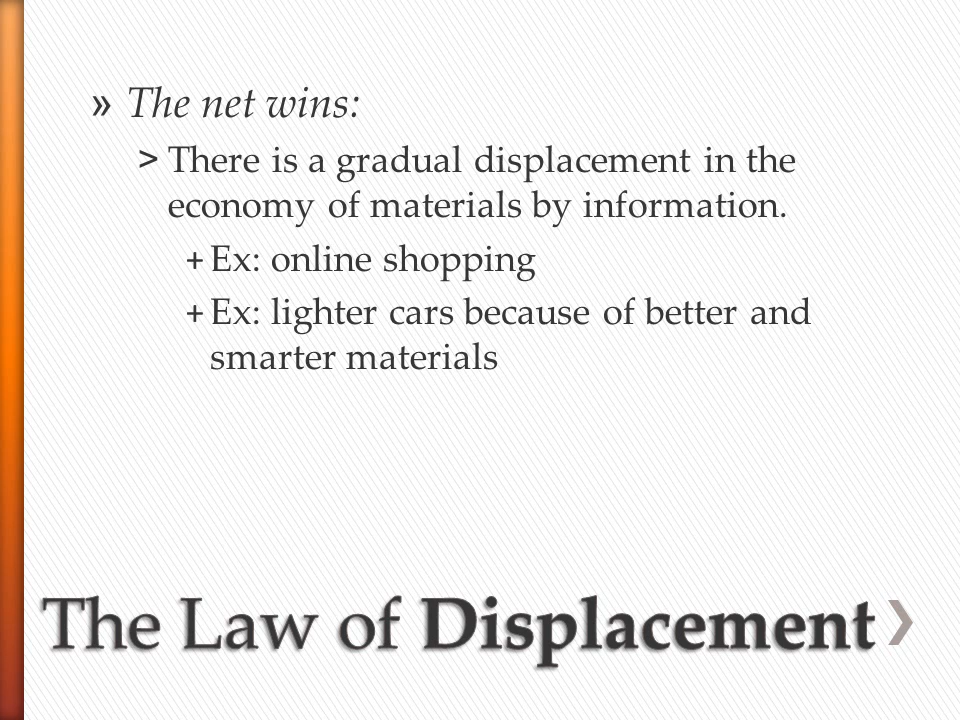 » The net wins:
> There is a gradual displacement in the
economy of materials by information.
+ Ex: online shopping
+ Ex: lighter cars because of better and
smarter materials
The Law of Displacement